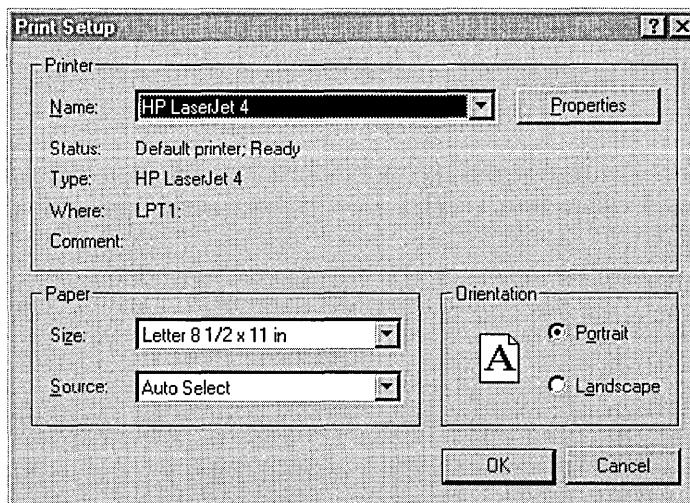 Print Setup
Printer
Name: HP LaserJet 4 Properties
Status: Default printer; Ready
Type: HP LaserJet 4
Where: LPT1:
Comment:
Paper
Size: Letter 8 1/2 x 11 in
Source: Auto Select
Orientation
A
Portrait
Landscape
OK Cancel